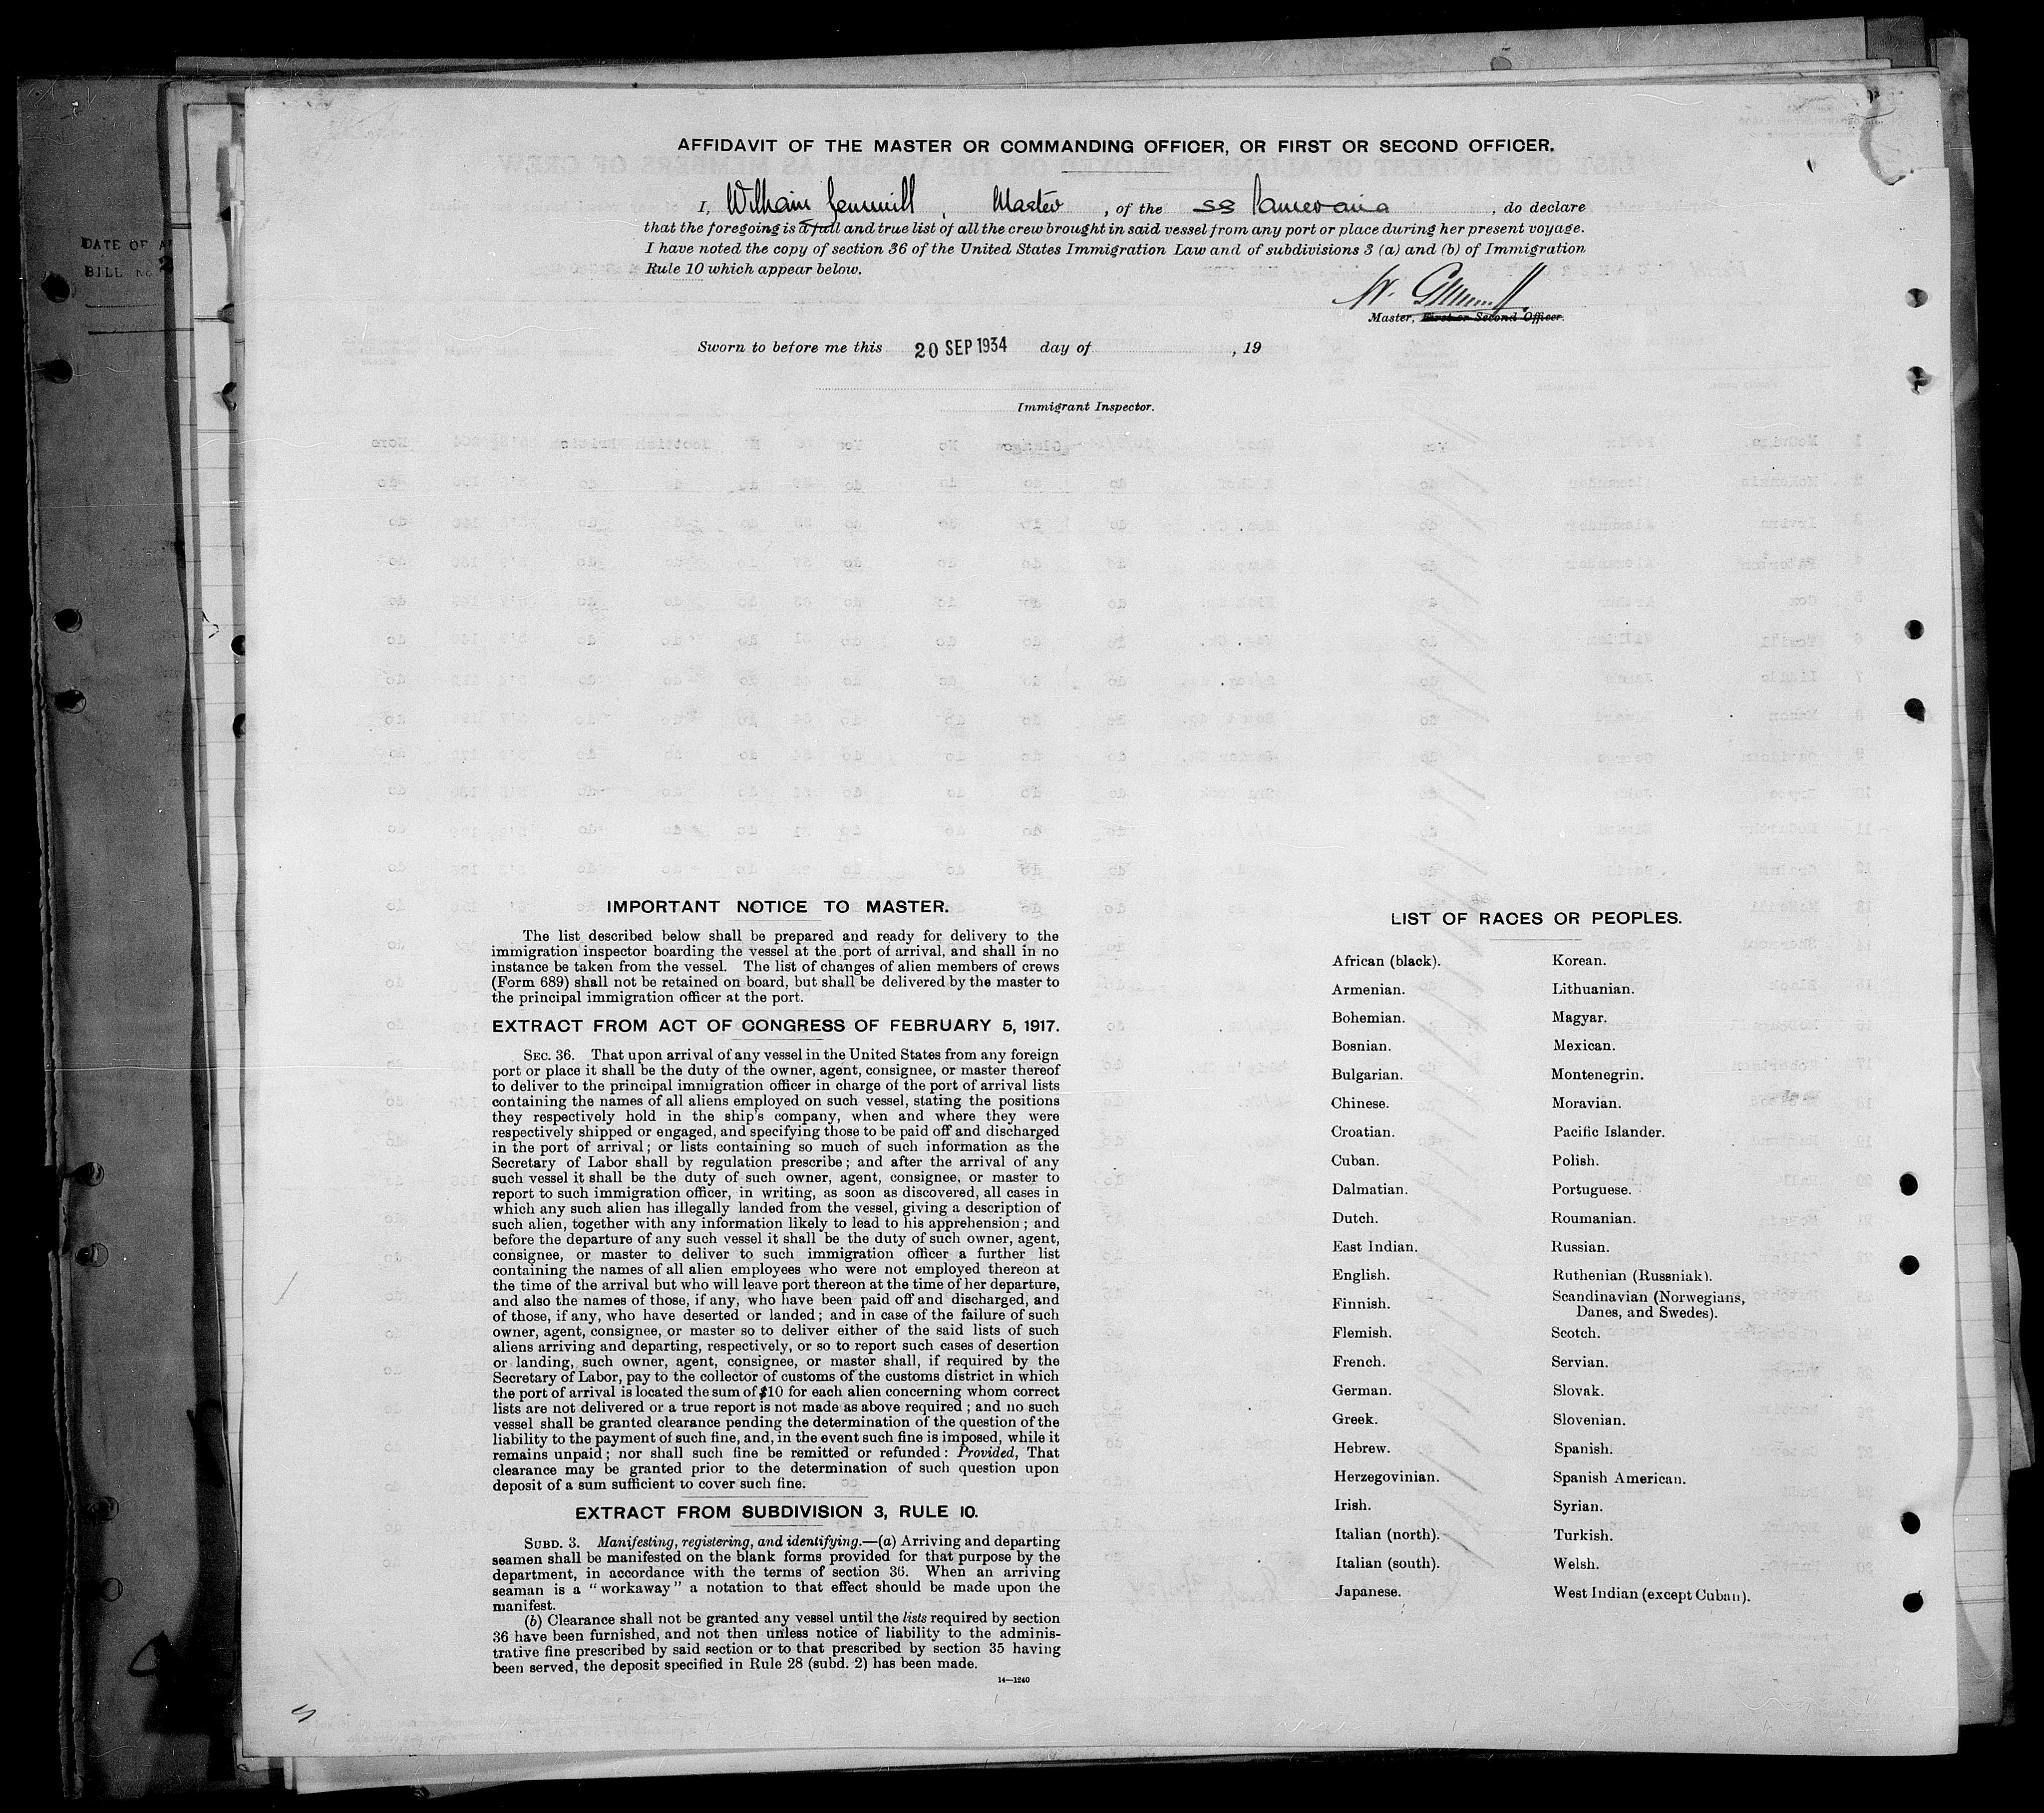 AFFIDAVIT OF THE MASTER OR COMMANDING OFFICER, OR FIRST OR SECOND OFFICER.
I, William Gemmill, Master, of the SS, do declare
that the foregoing is a full and true list of all the crew brought in said vessel from any port or place during her present voyage.
I have noted the copy of section 36 of the United States Immigration Law and of subdivisions 3 (a) and (b) of Immigration
Rule 10 which appear below.
W. Gemmill
Master, First or Second Officer.
Sworn to before me this 20 SEP 1934 day of , 19
Immigrant Inspector.
DATE OF
BILL No. 2
IMPORTANT NOTICE TO MASTER.
The list described below shall be prepared and ready for delivery to the
immigration inspector boarding the vessel at the port of arrival, and shall in no
instance be taken from the vessel. The list of changes of alien members of crews
(Form 689) shall not be retained on board, but shall be delivered by the master to
the principal immigration officer at the port.
EXTRACT FROM ACT OF CONGRESS OF FEBRUARY 5, 1917.
SEC. 36. That upon arrival of any vessel in the United States from any foreign
port or place it shall be the duty of the owner, agent, consignee, or master thereof
to deliver to the principal immigration officer in charge of the port of arrival lists
containing the names of all aliens employed on such vessel, stating the positions
they respectively hold in the ship's company, when and where they were
respectively shipped or engaged, and specifying those to be paid off and discharged
in the port of arrival; or lists containing so much of such information as the
Secretary of Labor shall by regulation prescribe; and after the arrival of any
such vessel it shall be the duty of such owner, agent, consignee, or master to
report to such immigration officer, in writing, as soon as discovered, all cases in
which any such alien has illegally landed from the vessel, giving a description of
such alien, together with any information likely to lead to his apprehension; and
before the departure of any such vessel it shall be the duty of such owner, agent,
consignee, or master to deliver to such immigration officer a further list
containing the names of all alien employees who were not employed thereon at
the time of the arrival but who will leave port thereon at the time of her departure,
and also the names of those, if any, who have been paid off and discharged, and
of those, if any, who have deserted or landed; and in case of the failure of such
owner, agent, consignee, or master so to deliver either of the said lists of such
aliens arriving and departing, respectively, or so to report such cases of desertion
or landing, such owner, agent, consignee, or master shall, if required by the
Secretary of Labor, pay to the collector of customs of the customs district in which
the port of arrival is located the sum of $10 for each alien concerning whom correct
lists are not delivered or a true report is not made as above required; and no such
vessel shall be granted clearance pending the determination of the question of the
liability to the payment of such fine, and, in the event such fine is imposed, while it
remains unpaid; nor shall such fine be remitted or refunded: Provided, That
clearance may be granted prior to the determination of such question upon
deposit of a sum sufficient to cover such fine.
EXTRACT FROM SUBDIVISION 3, RULE 10.
SUBD. 3. Manifesting, registering, and identifying.—(a) Arriving and departing
seamen shall be manifested on the blank forms provided for that purpose by the
department, in accordance with the terms of section 36. When an arriving
seaman is a "workaway" a notation to that effect should be made upon the
manifest.
(b) Clearance shall not be granted any vessel until the lists required by section
36 have been furnished, and not then unless notice of liability to the adminis-
trative fine prescribed by said section or to that prescribed by section 35 having
been served, the deposit specified in Rule 28 (subd. 2) has been made.
14—1240
LIST OF RACES OR PEOPLES.
African (black).
Armenian.
Bohemian.
Bosnian.
Bulgarian.
Chinese.
Croatian.
Cuban.
Dalmatian.
Dutch.
East Indian.
English.
Finnish.
Flemish.
French.
German.
Greek.
Hebrew.
Herzegovinian.
Irish.
Italian (north).
Italian (south).
Japanese.
Korean.
Lithuanian.
Magyar.
Mexican.
Montenegrin.
Moravian.
Pacific Islander.
Polish.
Portuguese.
Roumanian.
Russian.
Ruthenian (Russniak).
Scandinavian (Norwegians,
Danes, and Swedes).
Scotch.
Servian.
Slovak.
Slovenian.
Spanish.
Spanish American.
Syrian.
Turkish.
Welsh.
West Indian (except Cuban).